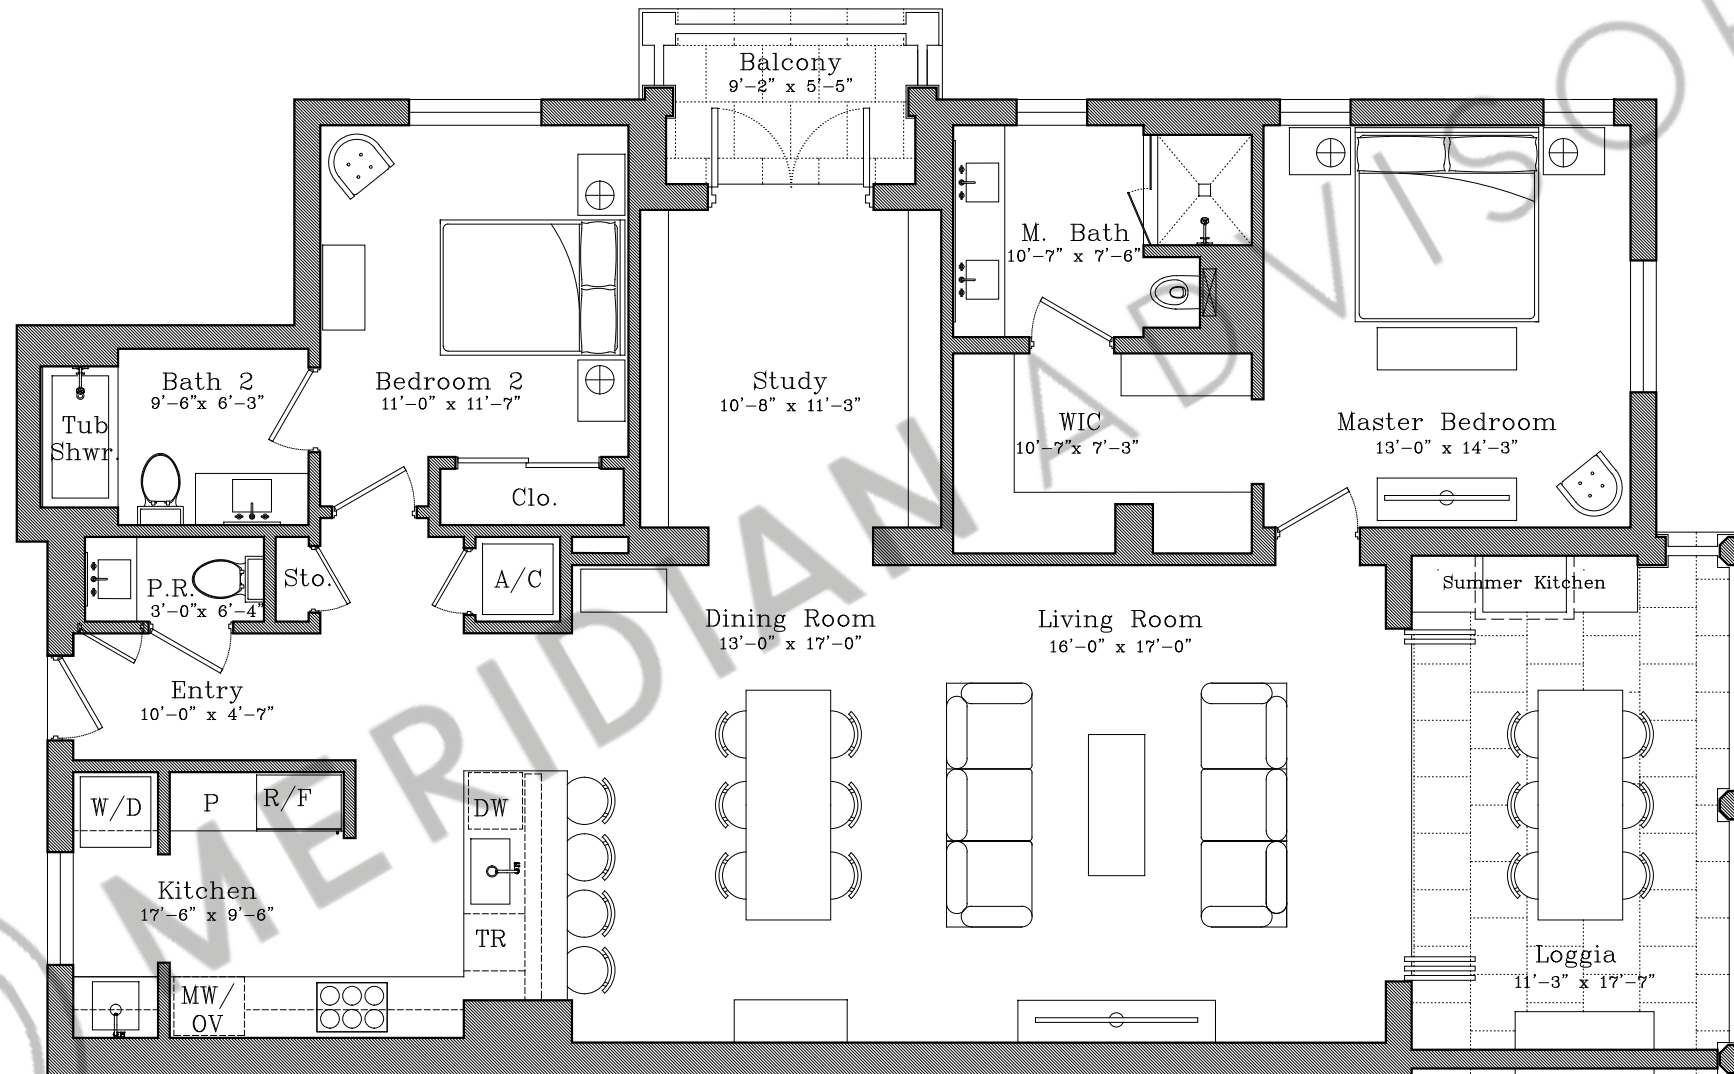 Balcony
9'-2" x 5'-5"
M. Bath
10'-7" x 7'-6"
Bath 2
9'-6"x 6'-3"
Bedroom 2
11'-0" x 11'-7"
Study
10'-8" x 11'-3"
WIC
10'-7"x 7'-3"
Master Bedroom
13'-0" x 14'-3"
Tub
Shwr.
Clo.
P.R.
3'-0"x 6'-4"
Sto.
A/C
Summer Kitchen
Dining Room
13'-0" x 17'-0"
Living Room
16'-0" x 17'-0"
Entry
10'-0" x 4'-7"
W/D
P
R/F
DW
Kitchen
17'-6" x 9'-6"
TR
MW/
OV
Loggia
11'-3" x 17'-7"
MERIDIAN ADVISOR